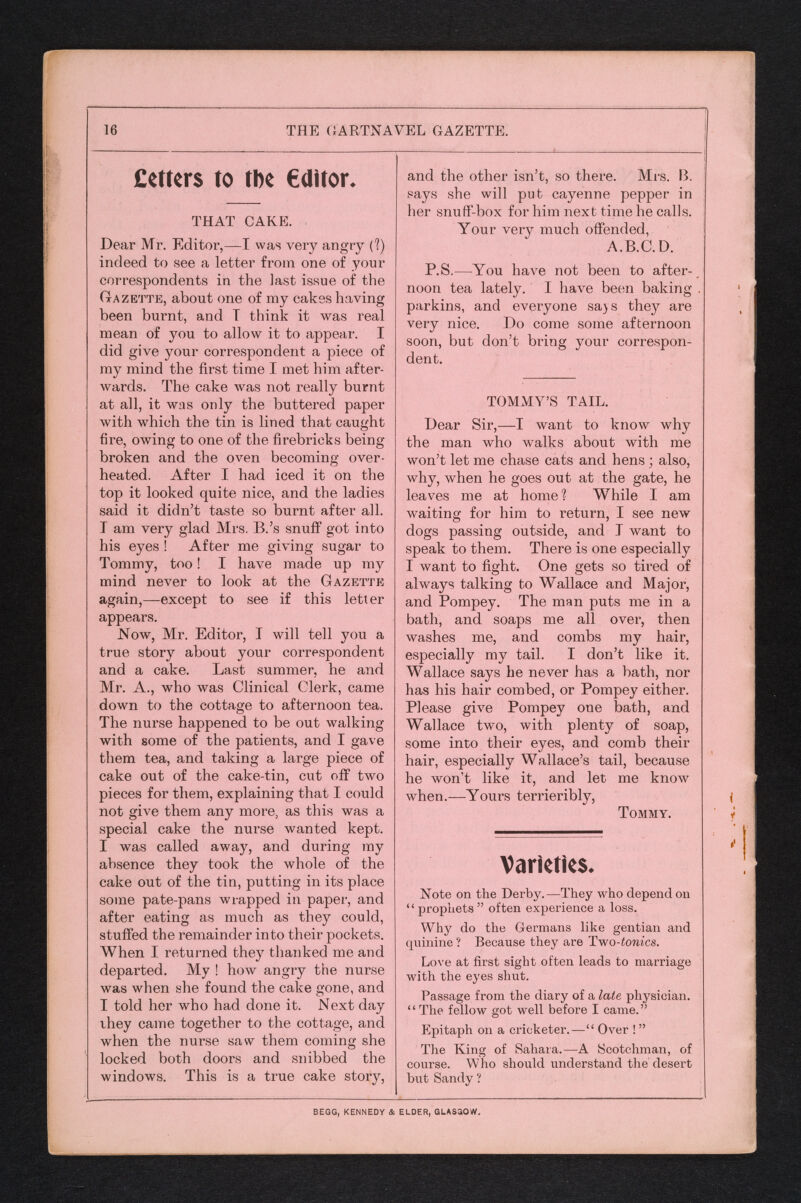 16
THE GARTNAVEL GAZETTE.
Letters to the Editor.
THAT CAKE.
Dear Mr. Editor,—I was very angry (?)
indeed to see a letter from one of your
correspondents in the last issue of the
GAZETTE, about one of my cakes having
been burnt, and I think it was real
mean of you to allow it to appear. I
did give your correspondent a piece of
my mind the first time I met him after-
wards. The cake was not really burnt
at all, it was only the buttered paper
with which the tin is lined that caught
fire, owing to one of the firebricks being
broken and the oven becoming over-
heated. After I had iced it on the
top it looked quite nice, and the ladies
said it didn't taste so burnt after all.
I am very glad Mrs. B.'s snuff got into
his eyes! After me giving sugar to
Tommy, too! I have made up my
mind never to look at the GAZETTE
again,—except to see if this letter
appears.
Now, Mr. Editor, I will tell you a
true story about your correspondent
and a cake. Last summer, he and
Mr. A., who was Clinical Clerk, came
down to the cottage to afternoon tea.
The nurse happened to be out walking
with some of the patients, and I gave
them tea, and taking a large piece of
cake out of the cake-tin, cut off two
pieces for them, explaining that I could
not give them any more, as this was a
special cake the nurse wanted kept.
I was called away, and during my
absence they took the whole of the
cake out of the tin, putting in its place
some pate-pans wrapped in paper, and
after eating as much as they could,
stuffed the remainder into their pockets.
When I returned they thanked me and
departed. My! how angry the nurse
was when she found the cake gone, and
I told her who had done it. Next day
they came together to the cottage, and
when the nurse saw them coming she
locked both doors and snibbed the
windows. This is a true cake story,
and the other isn't, so there. Mrs. B.
says she will put cayenne pepper in
her snuff-box for him next time he calls.
Your very much offended,
A.B.C.D.
P.S.—You have not been to after-
noon tea lately. I have been baking
parkins, and everyone says they are
very nice. Do come some afternoon
soon, but don't bring your correspon-
dent.
TOMMY'S TAIL.
Dear Sir,—I want to know why
the man who walks about with me
won't let me chase cats and hens; also,
why, when he goes out at the gate, he
leaves me at home? While I am
waiting for him to return, I see new
dogs passing outside, and I want to
speak to them. There is one especially
I want to fight. One gets so tired of
always talking to Wallace and Major,
and Pompey. The man puts me in a
bath, and soaps me all over, then
washes me, and combs my hair,
especially my tail. I don't like it.
Wallace says he never has a bath, nor
has his hair combed, or Pompey either.
Please give Pompey one bath, and
Wallace two, with plenty of soap,
some into their eyes, and comb their
hair, especially Wallace's tail, because
he won't like it, and let me know
when.—Yours terrieribly,
TOMMY.
Varieties.
Note on the Derby.—They who depend on
"prophets" often experience a loss.
Why do the Germans like gentian and
quinine? Because they are Two-tonics.
Love at first sight often leads to marriage
with the eyes shut.
Passage from the diary of a late physician.
"The fellow got well before I came."
Epitaph on a cricketer.—"Over!"
The King of Sahara.—A Scotchman, of
course. Who should understand the desert
but Sandy?
BEGG, KENNEDY & ELDER, GLASGOW.